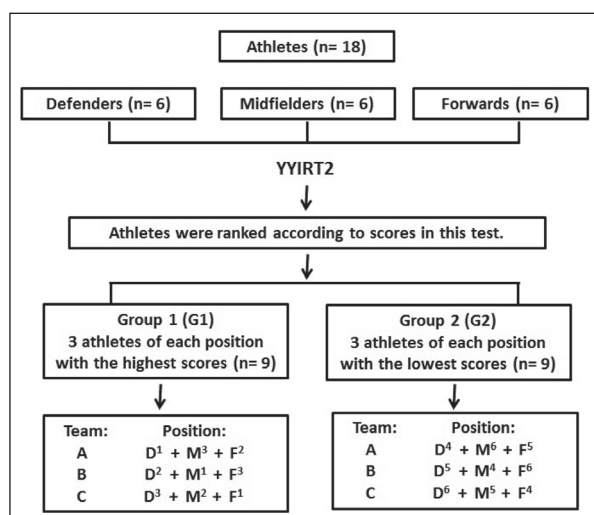 Athletes (n= 18)
Defenders (n= 6) Midfielders (n= 6) Forwards (n= 6)
YYIRT2
Athletes were ranked according to scores in this test.
Group 1 (G1)
3 athletes of each position
with the highest scores (n= 9)
Group 2 (G2)
3 athletes of each position
with the lowest scores (n= 9)
Team: Position:
A D¹ + M³ + F²
B D² + M¹ + F³
C D³ + M² + F¹
Team: Position:
A D⁴ + M⁶ + F⁵
B D⁵ + M⁴ + F⁶
C D⁶ + M⁵ + F⁴